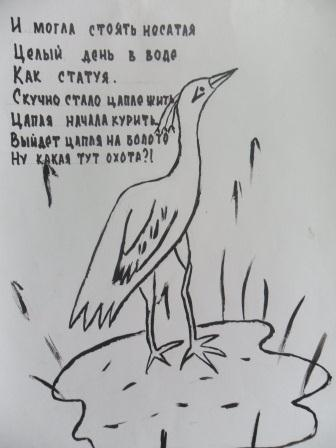 И могла стоять носатая
Целый день в воде
Как статуя.
Скучно стало цапле жить,
Цапля начала курить.
Выйдет цапля на болото
Ну какая тут охота?!